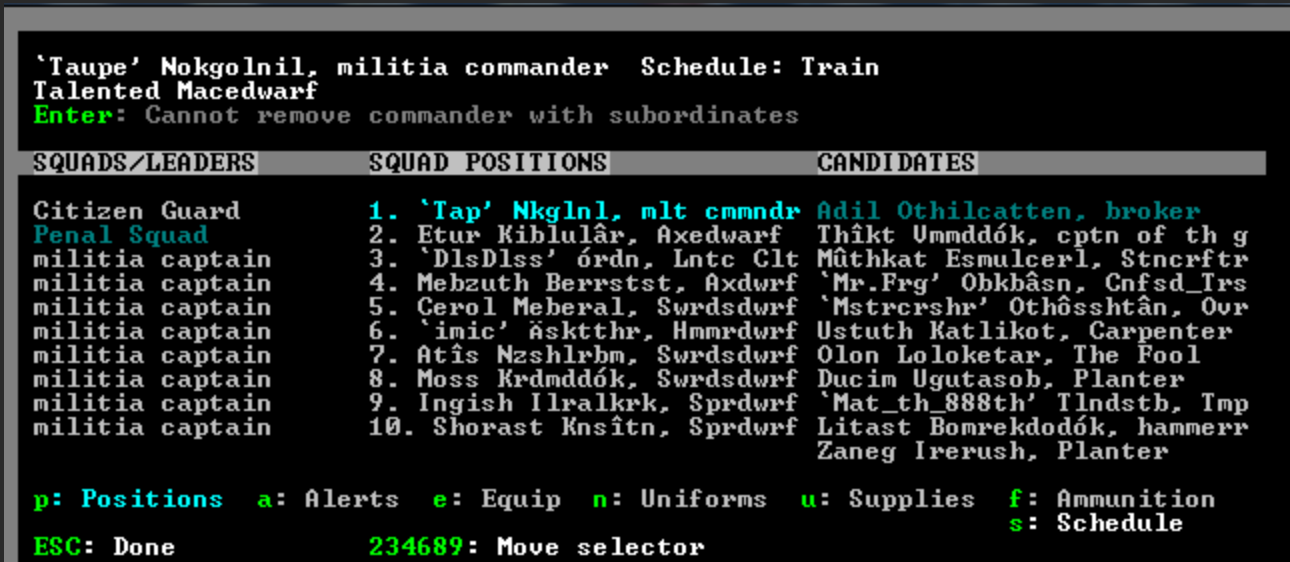 `Taupe' Nokgolnil, militia commander Schedule: Train
Talented Macedwarf
Enter: Cannot remove commander with subordinates
SQUADS/LEADERS SQUAD POSITIONS CANDIDATES
Citizen Guard 1. `Tap' Nkglnl, mlt cmmndr Adil Othilcatten, broker
Penal Squad 2. Etur Kiblulâr, Axedwarf Thîkt Ummddók, cptn of th g
militia captain 3. `DlsDlss' órdn, Lntc Clt Mûthkat Esmulcerl, Stncrftr
militia captain 4. Mebzuth Berrstst, Axdwrf `Mr.Frg' Obkbâsn, Cnfsd_Trs
militia captain 5. Cerol Meberal, Swrdsdwrf `Mstrcrshr' Othôsshtân, Ovr
militia captain 6. `imic' Äsktthr, Hmmrdwrf Ustuth Katlikot, Carpenter
militia captain 7. Atîs Nzshlrbm, Swrdsdwrf Olon Loloketar, The Fool
militia captain 8. Moss Krdmddók, Swrdsdwrf Ducim Ugutasob, Planter
militia captain 9. Ingish Ilralkrk, Sprdwrf `Mat_th_888th' Tlndstb, Tmp
militia captain 10. Shorast Knsîtn, Sprdwrf Litast Bomrekdodók, hammerr
Zaneg Irerush, Planter
p: Positions a: Alerts e: Equip n: Uniforms u: Supplies f: Ammunition
s: Schedule
ESC: Done 234689: Move selector